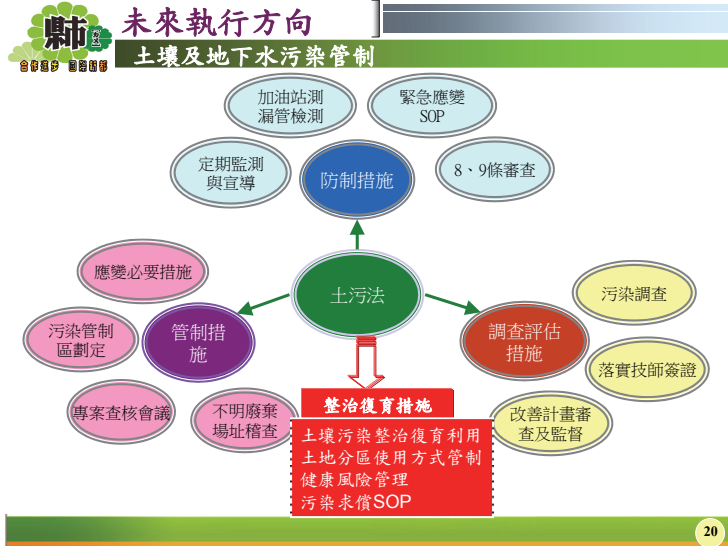 未來執行方向
縣市
合作進步
土壤及地下水污染管制
加油站測
漏管檢測
緊急應變
SOP
定期監測
與宣導
防制措施
8、9條審查
應變必要措施
土污法
污染調查
污染管制
區劃定
管制措
施
調查評估
措施
落實技師簽證
專案查核會議
不明廢棄
場址稽查
整治復育措施
改善計畫審
查及監督
土壤污染整治復育利用
土地分區使用方式管制
健康風險管理
污染求償SOP
20